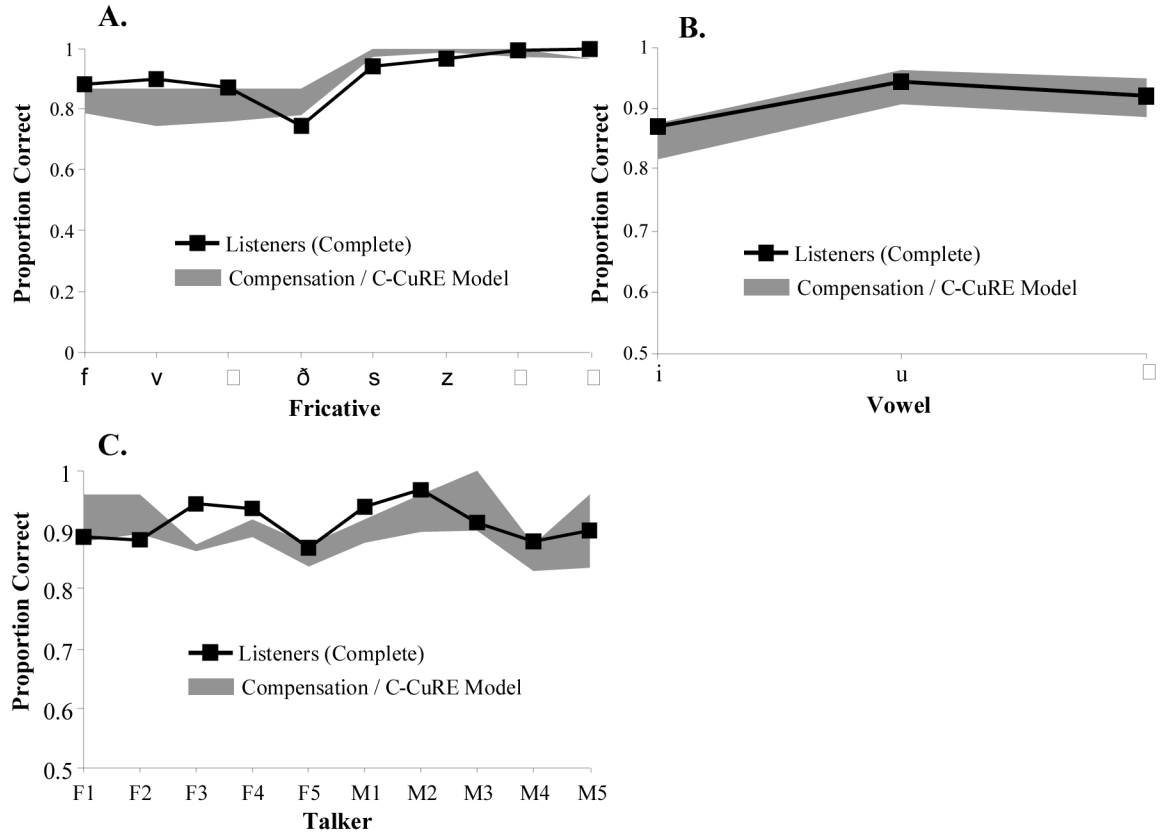 A.
1
0.8
0.6
0.4
0.2
0
Proportion Correct
Listeners (Complete)
Compensation / C-CuRE Model
f v □ ð s z □ □
Fricative
B.
1
0.9
0.8
0.7
0.6
0.5
Proportion Correct
Listeners (Complete)
Compensation / C-CuRE Model
i u □
Vowel
C.
1
0.9
0.8
0.7
0.6
0.5
Proportion Correct
Listeners (Complete)
Compensation / C-CuRE Model
F1 F2 F3 F4 F5 M1 M2 M3 M4 M5
Talker